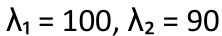 λ₁ = 100, λ₂ = 90